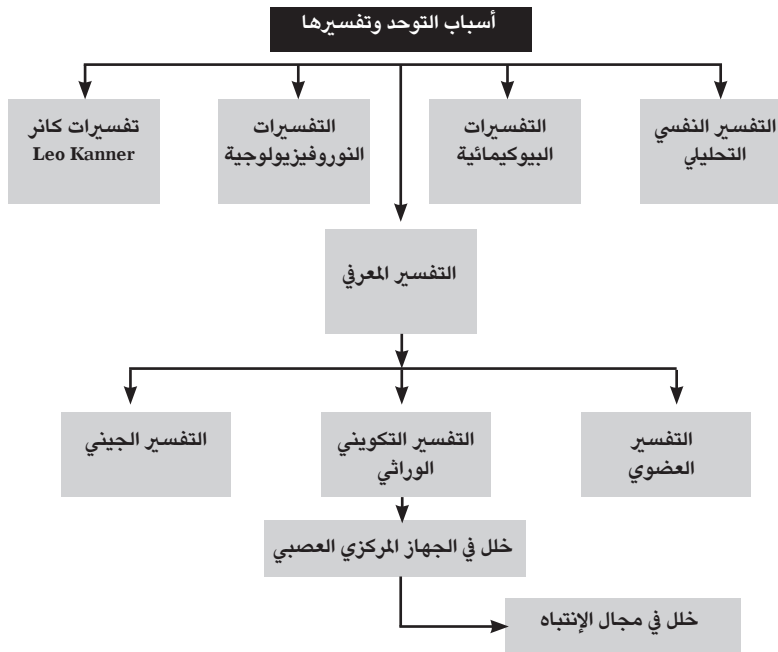 أسباب التوحد وتفسيرها
التفسير النفسي
التحليلي
التفسيرات
البيوكيمائية
التفسيرات
النوروفيزيولوجية
تفسيرات كانر
Leo Kanner
التفسير المعرفي
التفسير
العضوي
التفسير التكويني
الوراثي
التفسير الجيني
خلل في الجهاز المركزي العصبي
خلل في مجال الإنتباه